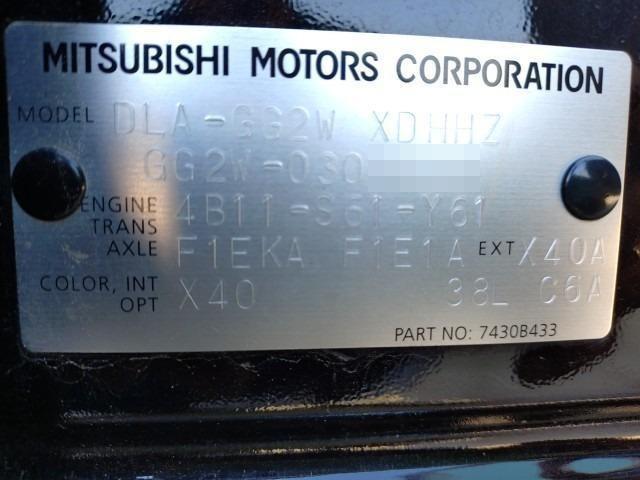 MITSUBISHI MOTORS CORPORATION
MODEL DLA-GG2W XDHHZ
GG2W-030
ENGINE 4B11-S61-Y61
TRANS
AXLE F1EKA F1E1A EXT X40A
COLOR, INT X40 38L C6A
OPT
PART NO: 7430B433